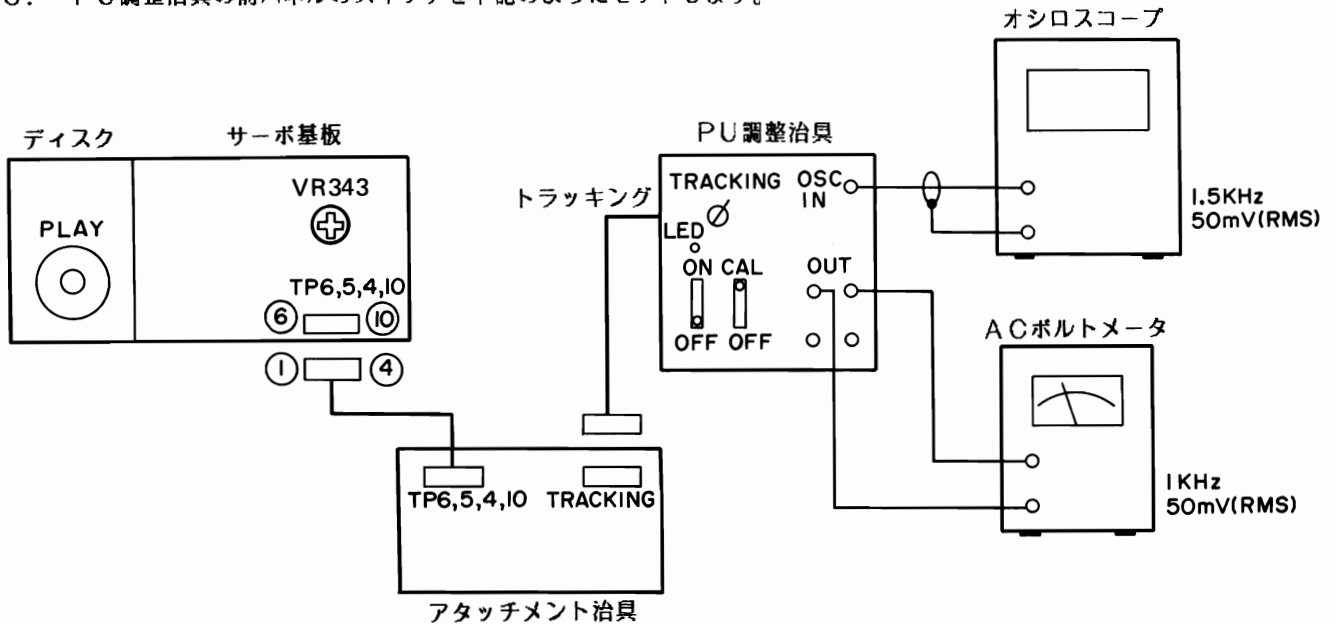 オシロスコープ
ディスク
サーボ基板
PU調整治具
VR343
トラッキング
TRACKING
OSC
IN
1.5KHz
50mV(RMS)
PLAY
LED
ON CAL
OUT
TP6,5,4,10
⑥ ⑩
OFF OFF
ACボルトメータ
① ④
TP6,5,4,10 TRACKING
1KHz
50mV(RMS)
アタッチメント治具